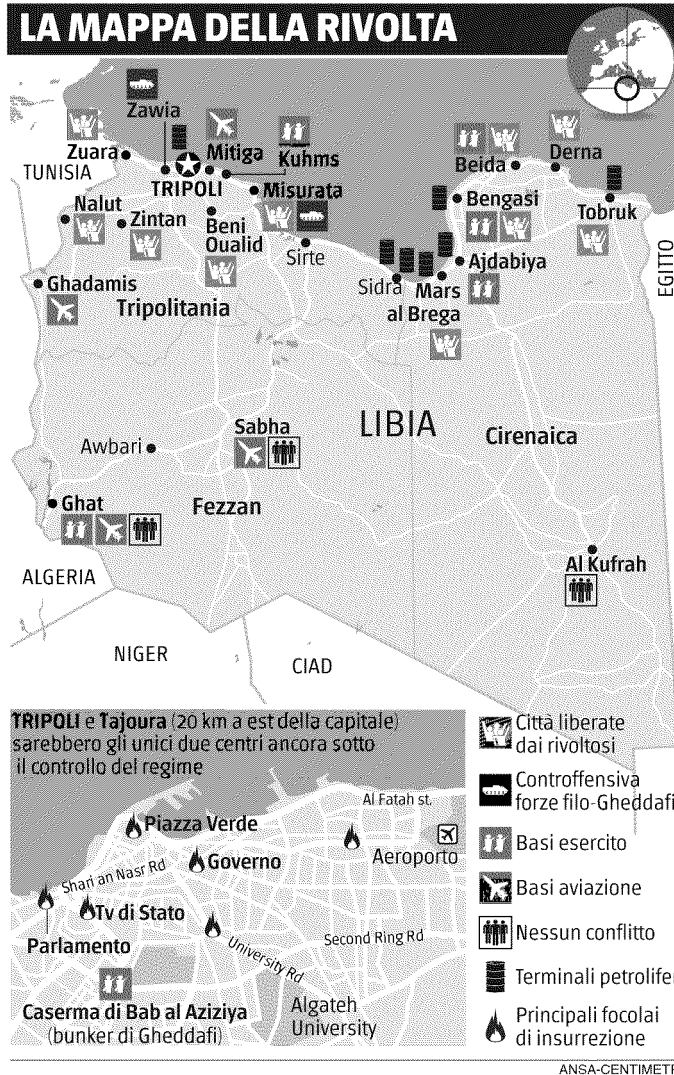 LA MAPPA DELLA RIVOLTA
Zawia
Zuara
TUNISIA
TRIPOLI
Mitiga
Kuhms
Misurata
Beida
Derna
Nalut
Zintan
Beni
Oualid
Sirte
Bengasi
Tobruk
EGITTO
Ghadamis
Tripolitania
Sidra
Mars
al Brega
Ajdabiya
Awbari
Sabha
LIBIA
Cirenaica
Ghat
Fezzan
Al Kufrah
ALGERIA
NIGER
CIAD
TRIPOLI e Tajoura (20 km a est della capitale)
sarebbero gli unici due centri ancora sotto
il controllo del regime
Al Fatah st.
Piazza Verde
Aeroporto
Governo
Shari an Nasr Rd
Tv di Stato
Parlamento
University Rd
Second Ring Rd
Caserma di Bab al Aziziya
(bunker di Gheddafi)
Algateh
University
Città liberate
dai rivoltosi
Controffensiva
forze filo-Gheddafi
Basi esercito
Basi aviazione
Nessun conflitto
Terminali petrolifer
Principali focolai
di insurrezione
ANSA-CENTIMETR